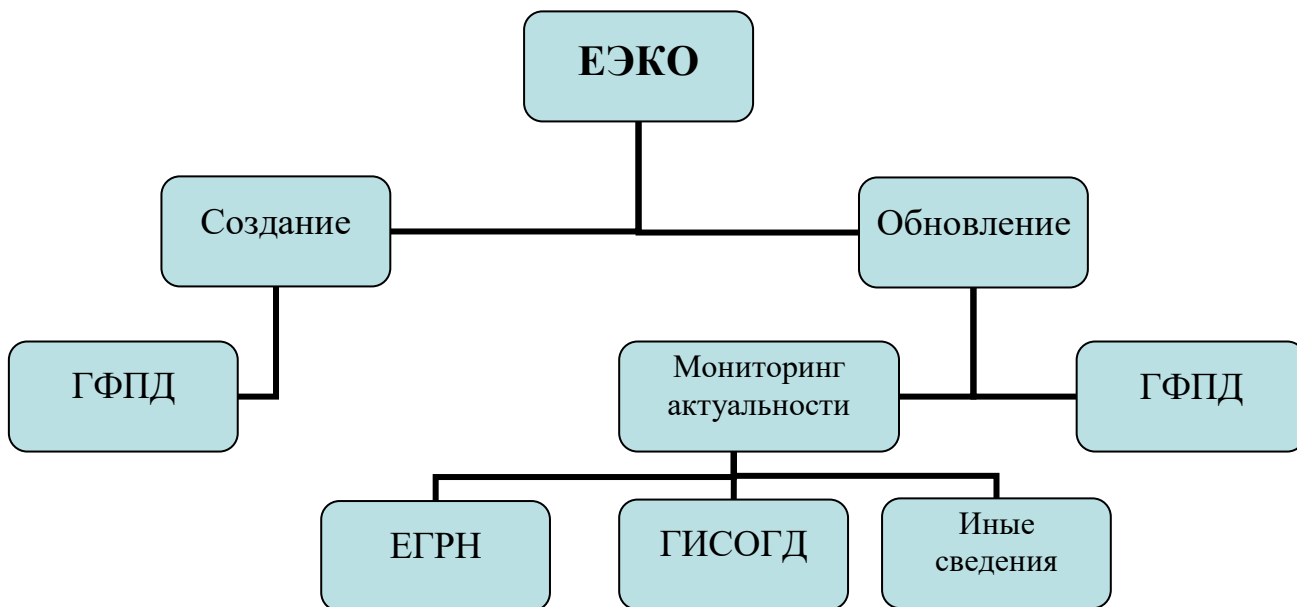 ЕЭКО
Создание
Обновление
ГФПД
Мониторинг
актуальности
ГФПД
ЕГРН
ГИСОГД
Иные
сведения